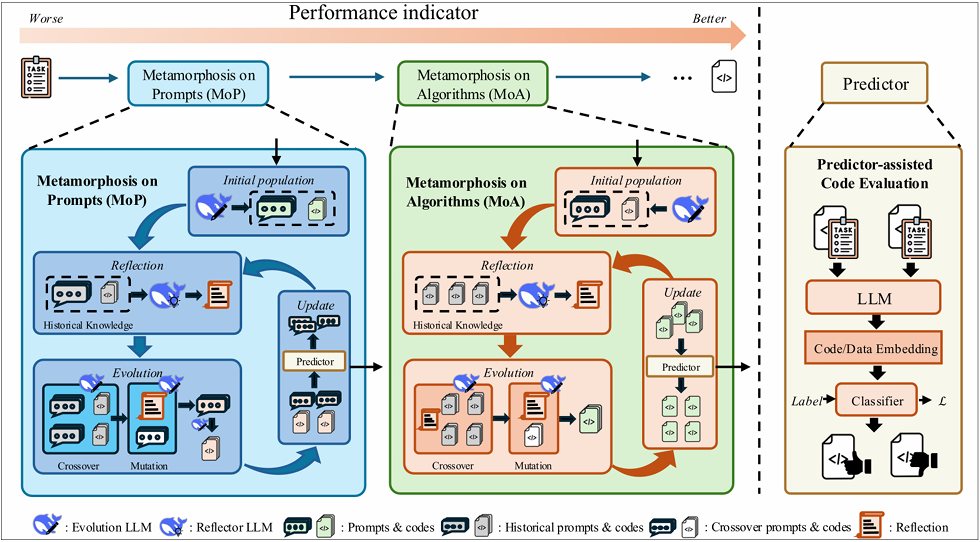 Performance indicator
Worse
Better
TASK
Metamorphosis on
Prompts (MoP)
Metamorphosis on
Algorithms (MoA)
...
</>
Predictor
Metamorphosis on
Prompts (MoP)
Initial population
</>
Reflection
</>
Historical Knowledge
Update
Predictor
</> </>
Evolution
</>
</>
</>
Crossover
Mutation
Metamorphosis on
Algorithms (MoA)
Initial population
</>
Reflection
</> </> </>
Historical Knowledge
Update
</> </> </>
Predictor
</> </>
</> </>
Evolution
</> </>
</> </>
</>
</>
Crossover
Mutation
Predictor-assisted
Code Evaluation
</> TASK
</> TASK
LLM
Code/Data Embedding
Label
Classifier
ℒ
</>
</>
: Evolution LLM
: Reflector LLM
</> : Prompts & codes
</> : Historical prompts & codes
</> : Crossover prompts & codes
: Reflection